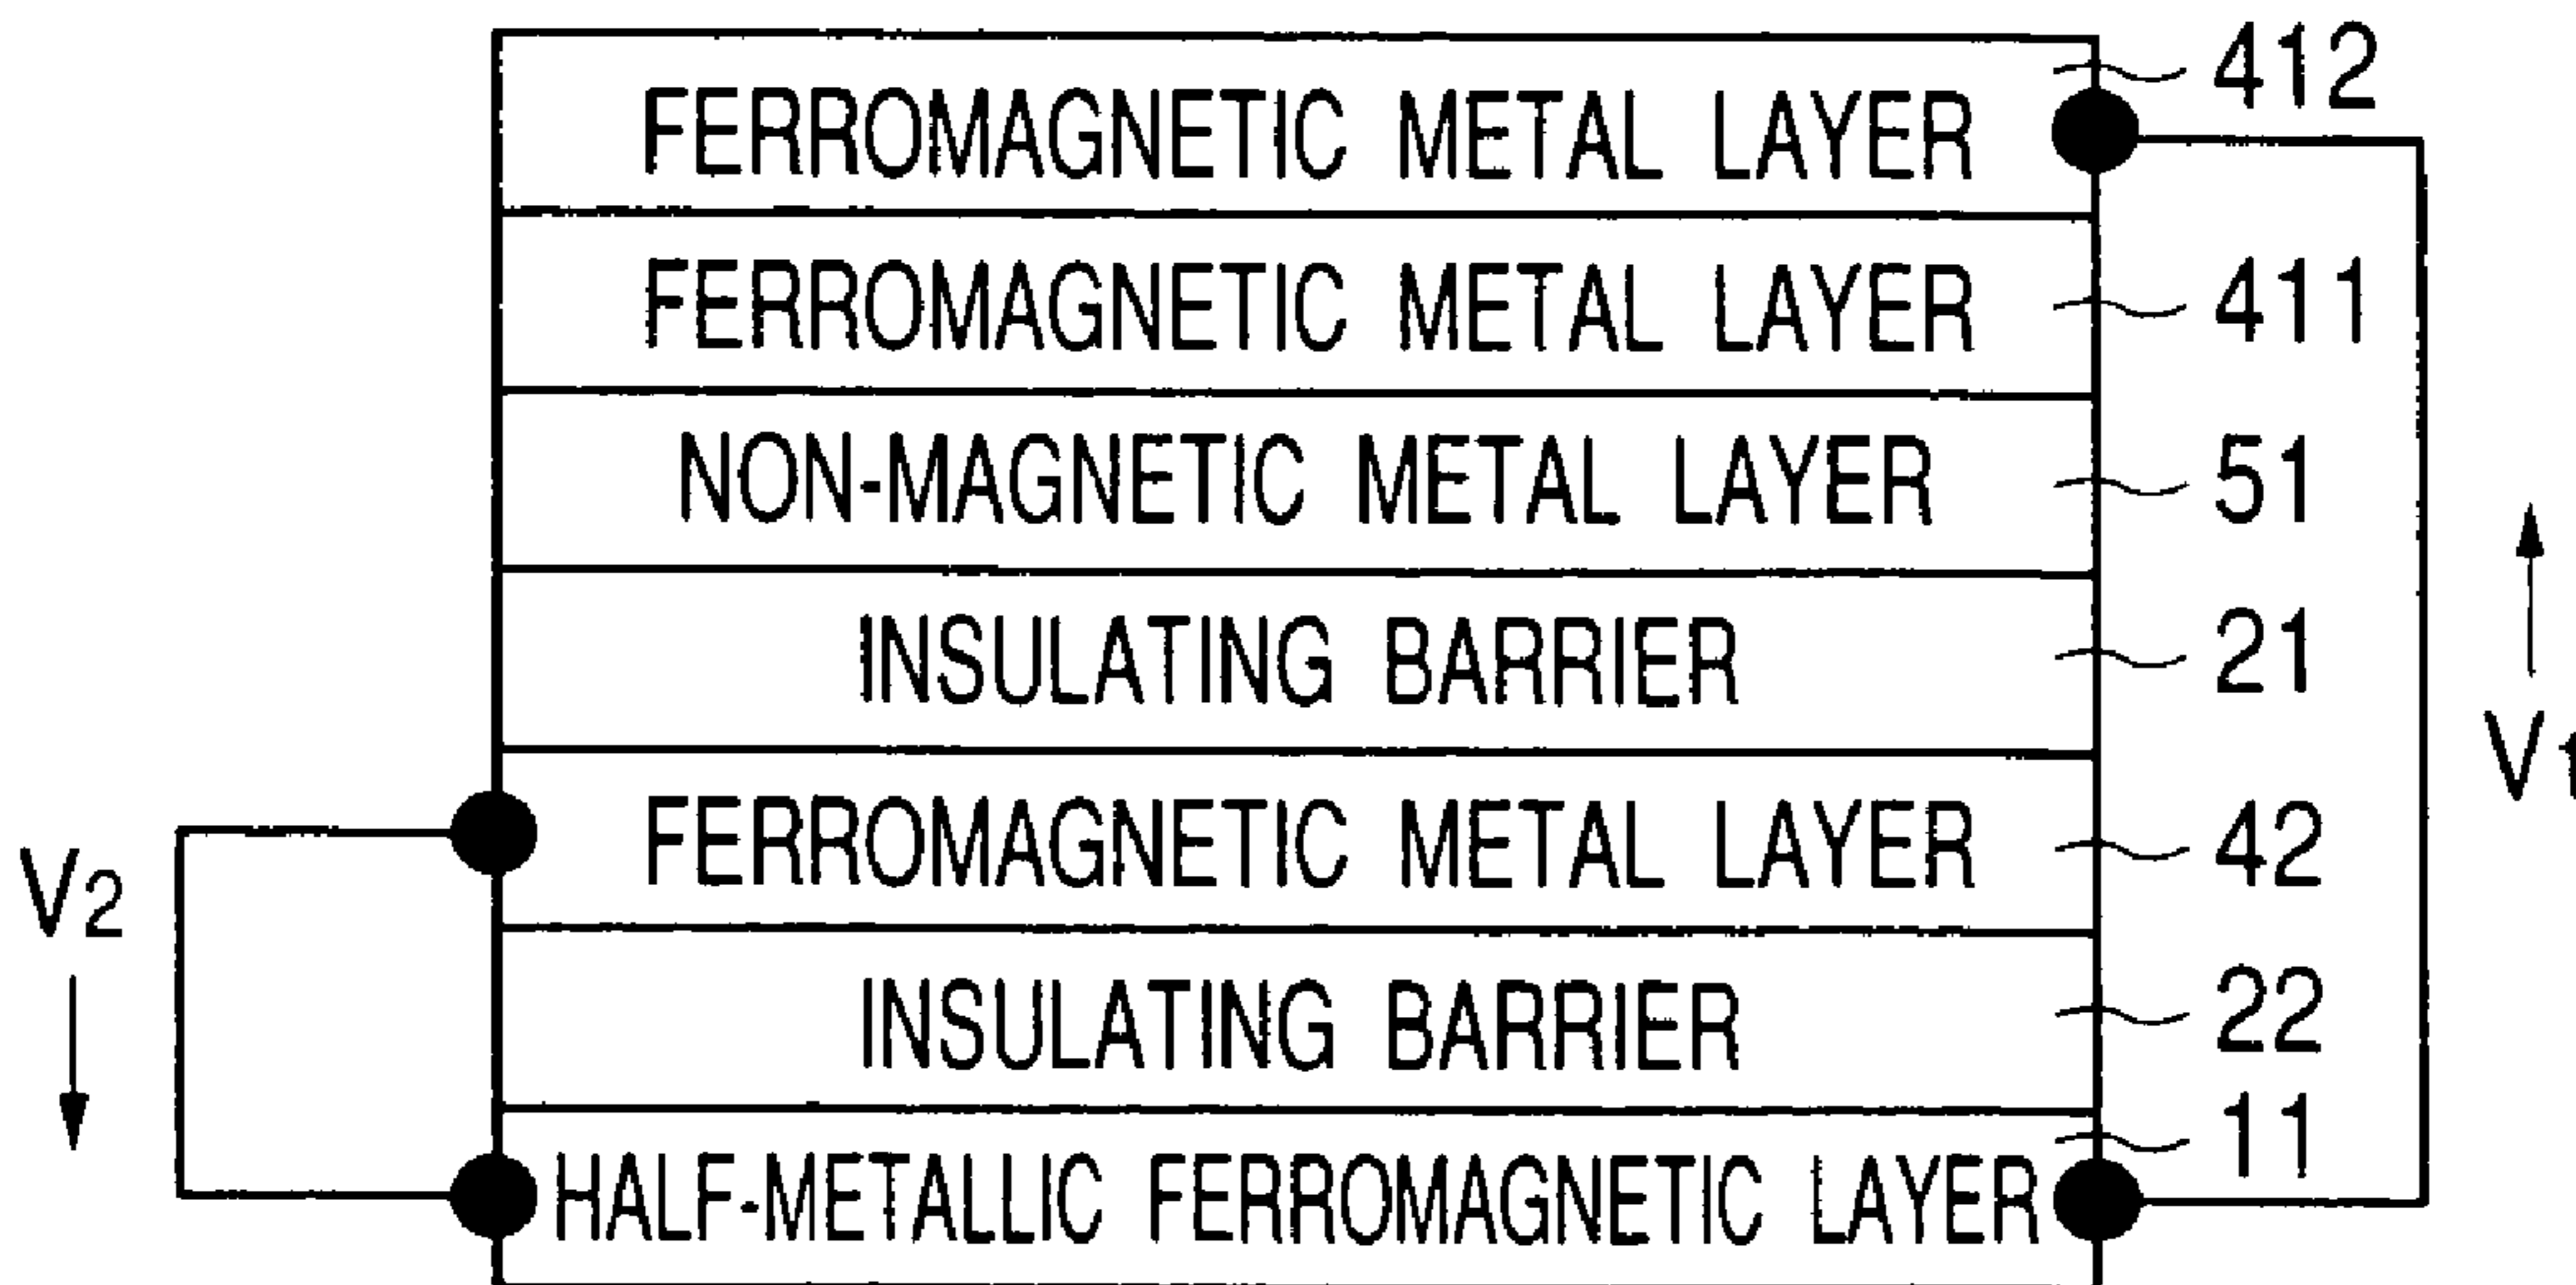 FERROMAGNETIC METAL LAYER 412
FERROMAGNETIC METAL LAYER 411
NON-MAGNETIC METAL LAYER 51
INSULATING BARRIER 21
V1
FERROMAGNETIC METAL LAYER 42
V2
INSULATING BARRIER 22
HALF-METALLIC FERROMAGNETIC LAYER 11